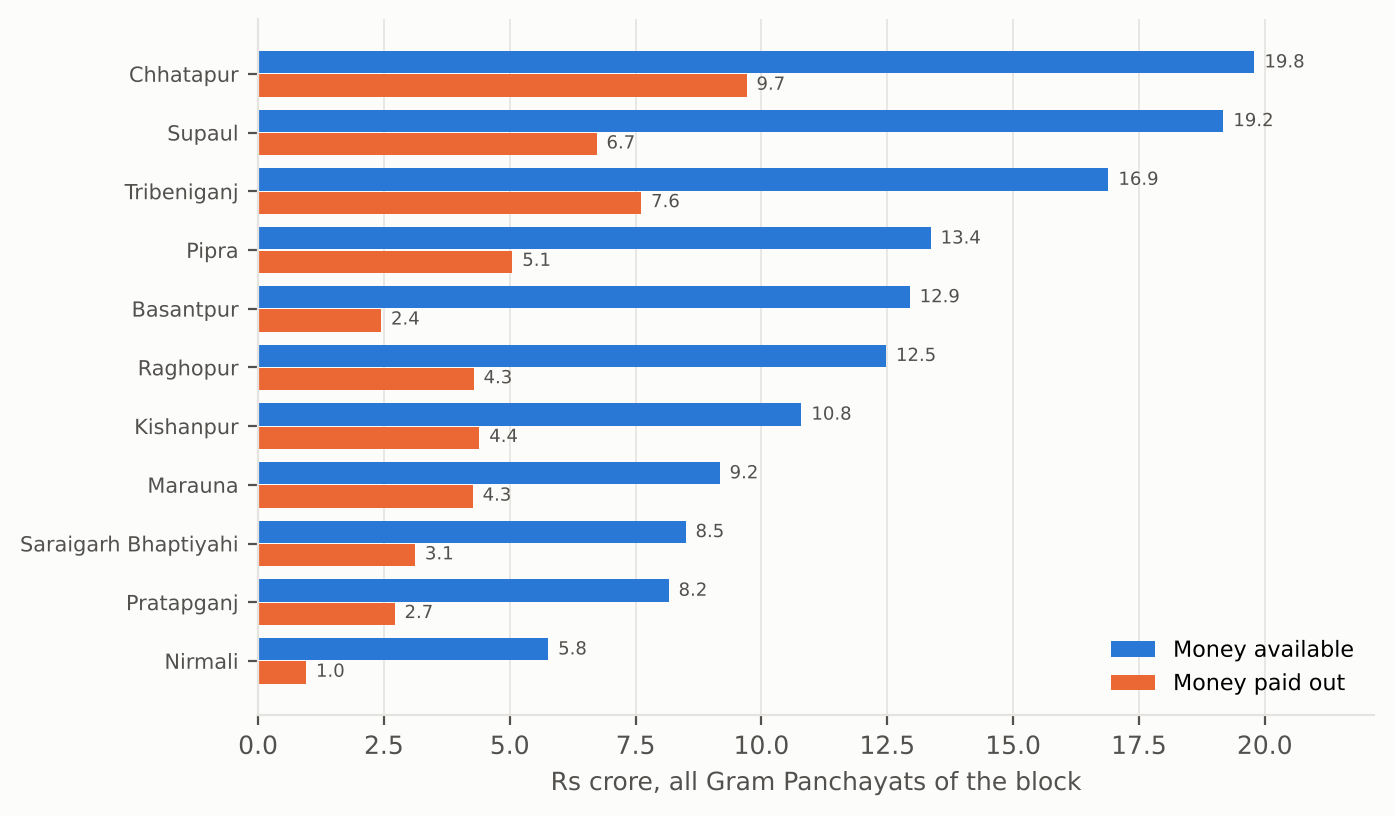 Chhatapur 19.8
9.7
Supaul 19.2
6.7
Tribeniganj 16.9
7.6
Pipra 13.4
5.1
Basantpur 12.9
2.4
Raghopur 12.5
4.3
Kishanpur 10.8
4.4
Marauna 9.2
4.3
Saraigarh Bhaptiyahi 8.5
3.1
Pratapganj 8.2
2.7
Nirmali 5.8
1.0
Money available
Money paid out
0.0 2.5 5.0 7.5 10.0 12.5 15.0 17.5 20.0
Rs crore, all Gram Panchayats of the block